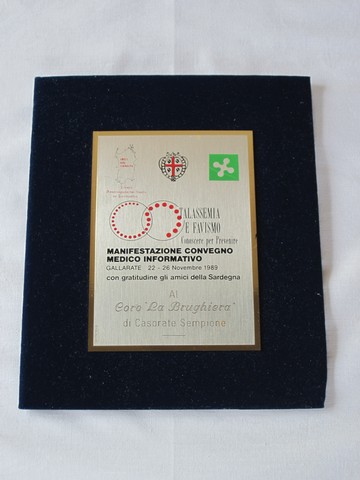 TALASSEMIA
E FAVISMO
Conoscere per Prevenire
MANIFESTAZIONE CONVEGNO
MEDICO INFORMATIVO
GALLARATE 22 - 26 Novembre 1989
con gratitudine gli amici della Sardegna
Al
Coro "La Brughiera"
di Casorate Sempione